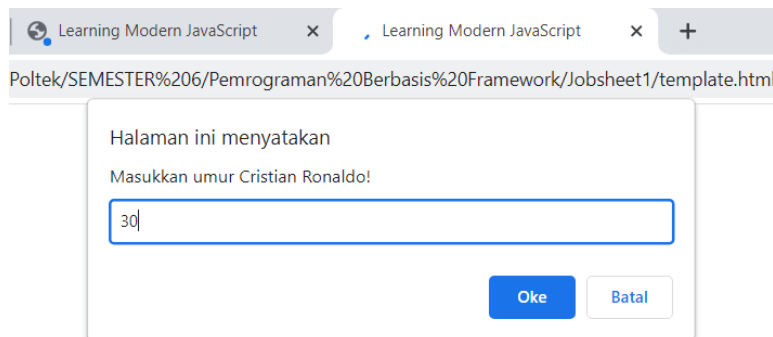 Learning Modern JavaScript
Learning Modern JavaScript
Poltek/SEMESTER%206/Pemrograman%20Berbasis%20Framework/Jobsheet1/template.html
Halaman ini menyatakan
Masukkan umur Cristian Ronaldo!
30
Oke Batal